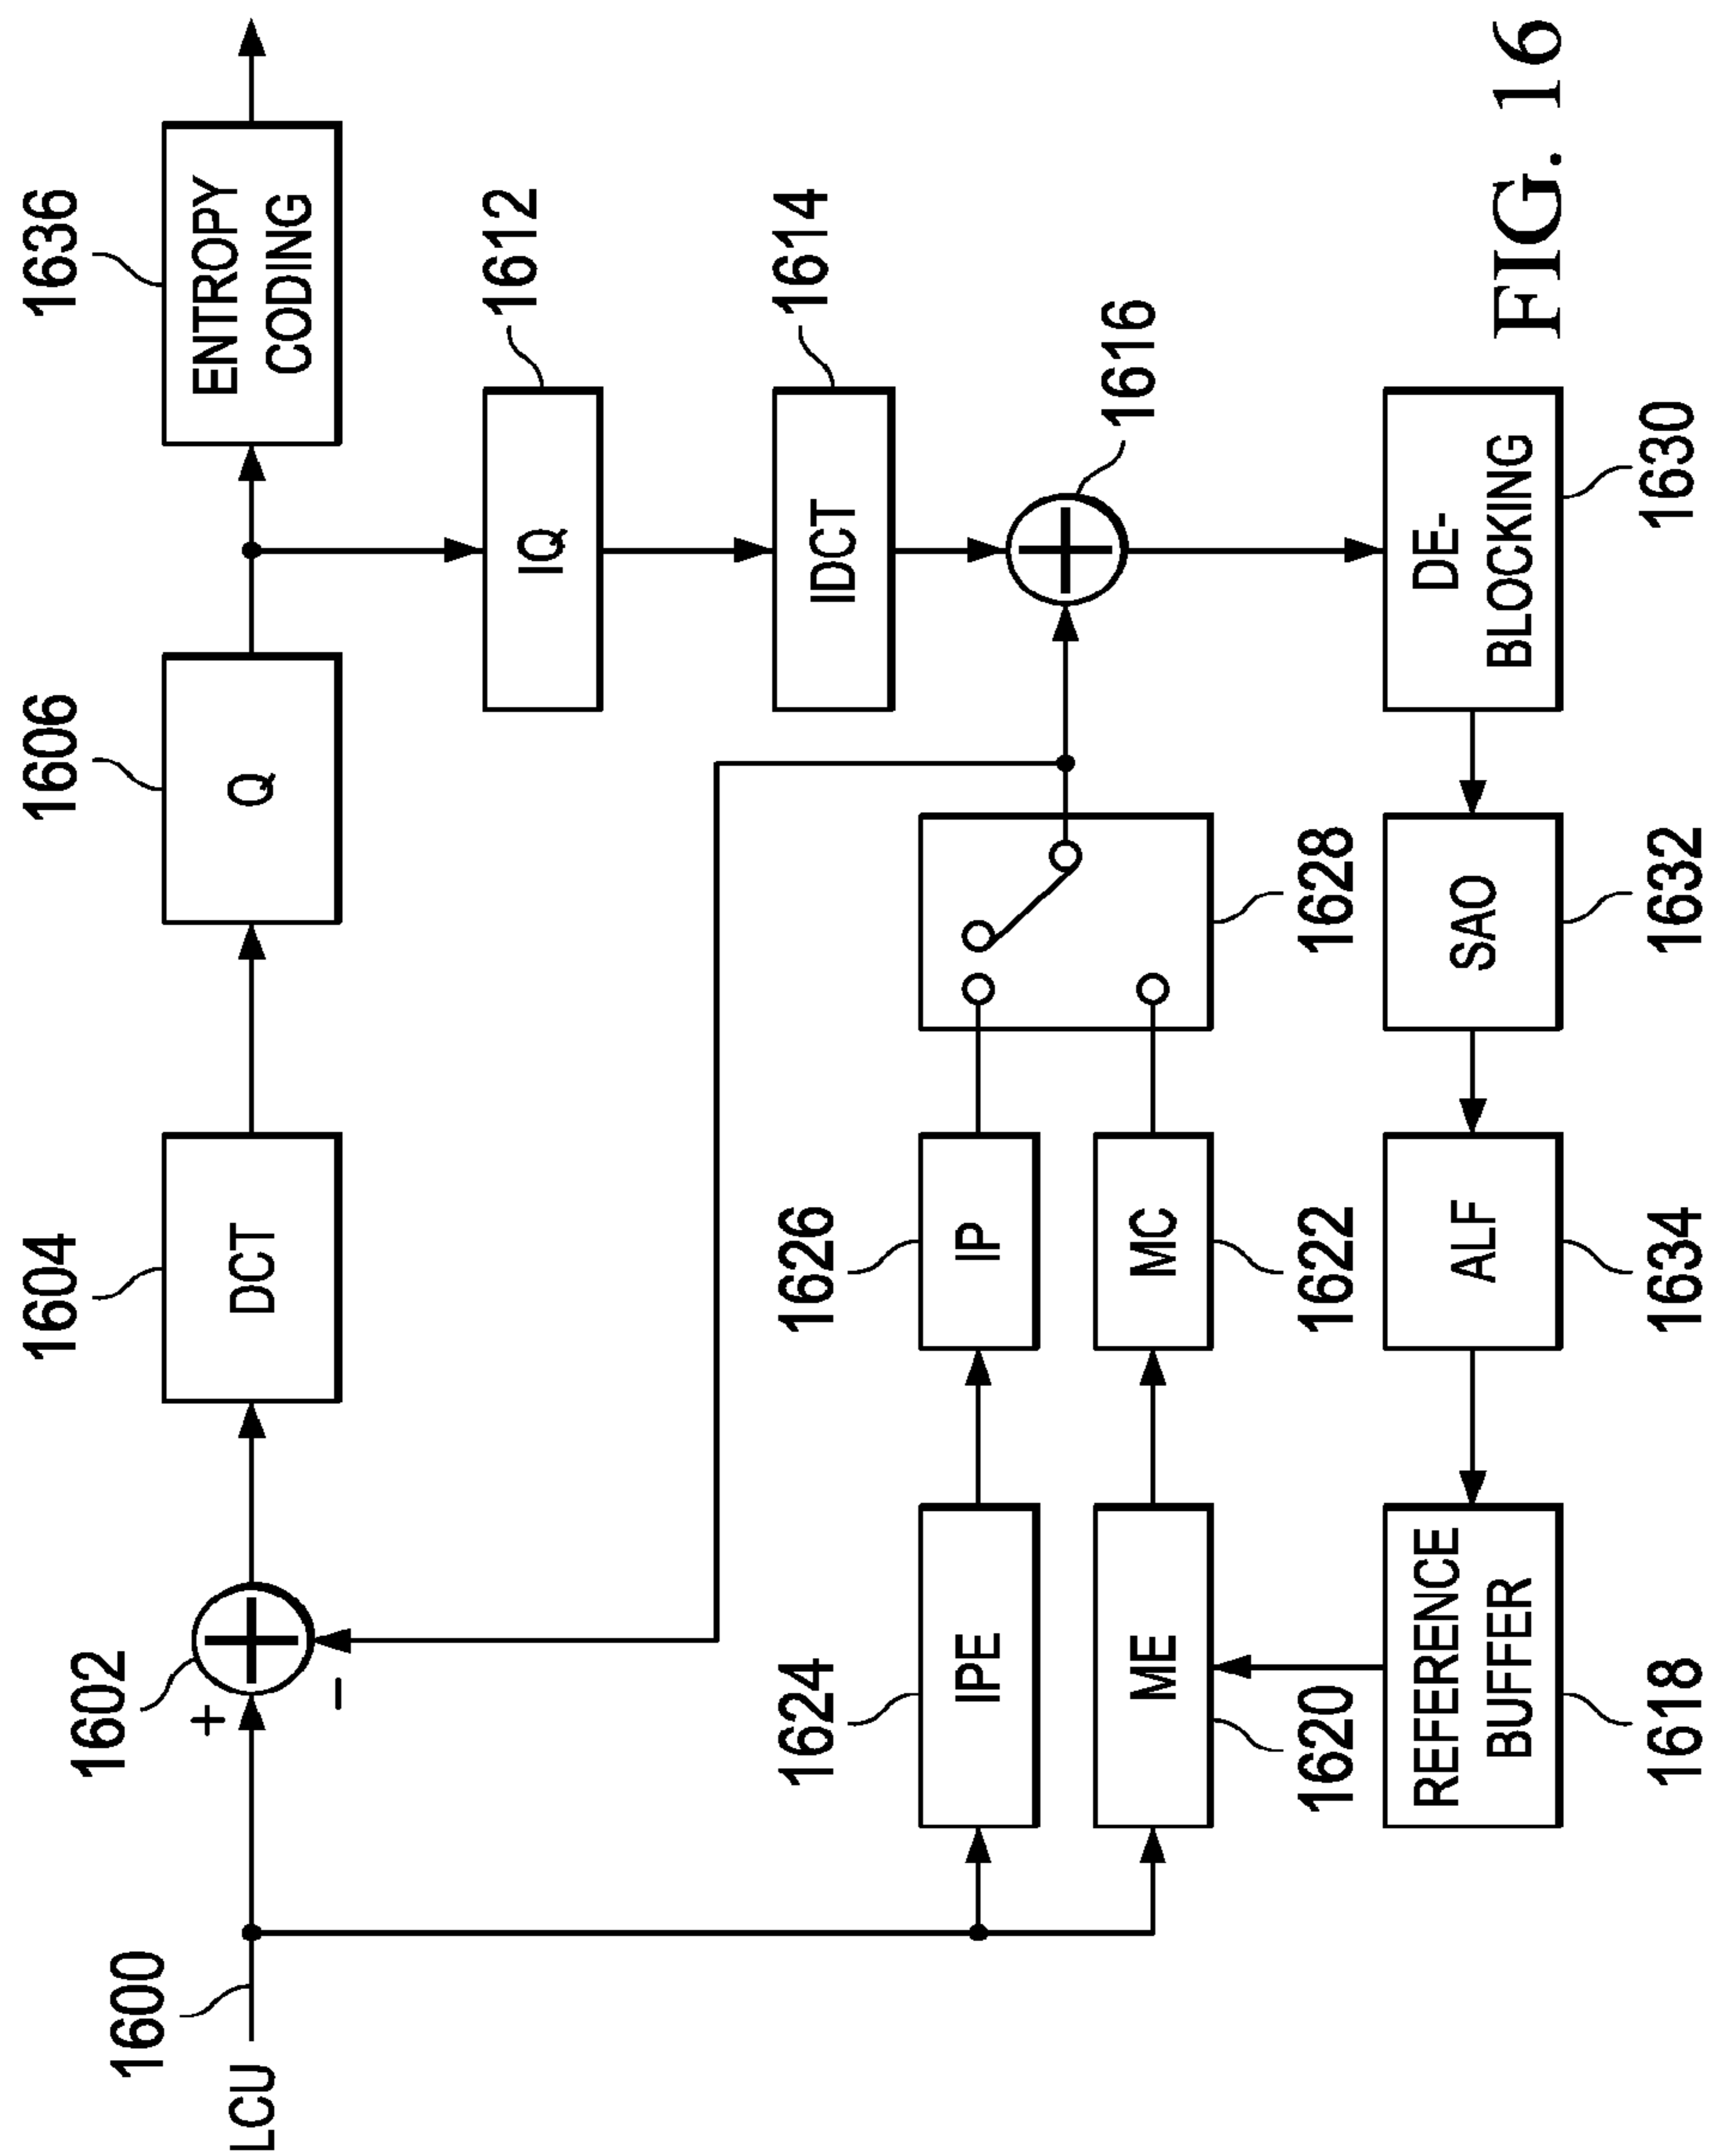 LCU
1600
1602
+
-
1604
DCT
1606
Q
1636
ENTROPY
CODING
IQ
1612
IDCT
1614
1616
1624
IPE
1626
IP
1628
ME
1620
MC
1622
REFERENCE
BUFFER
1618
ALF
1634
SAO
1632
DE-
BLOCKING
1630
FIG. 16